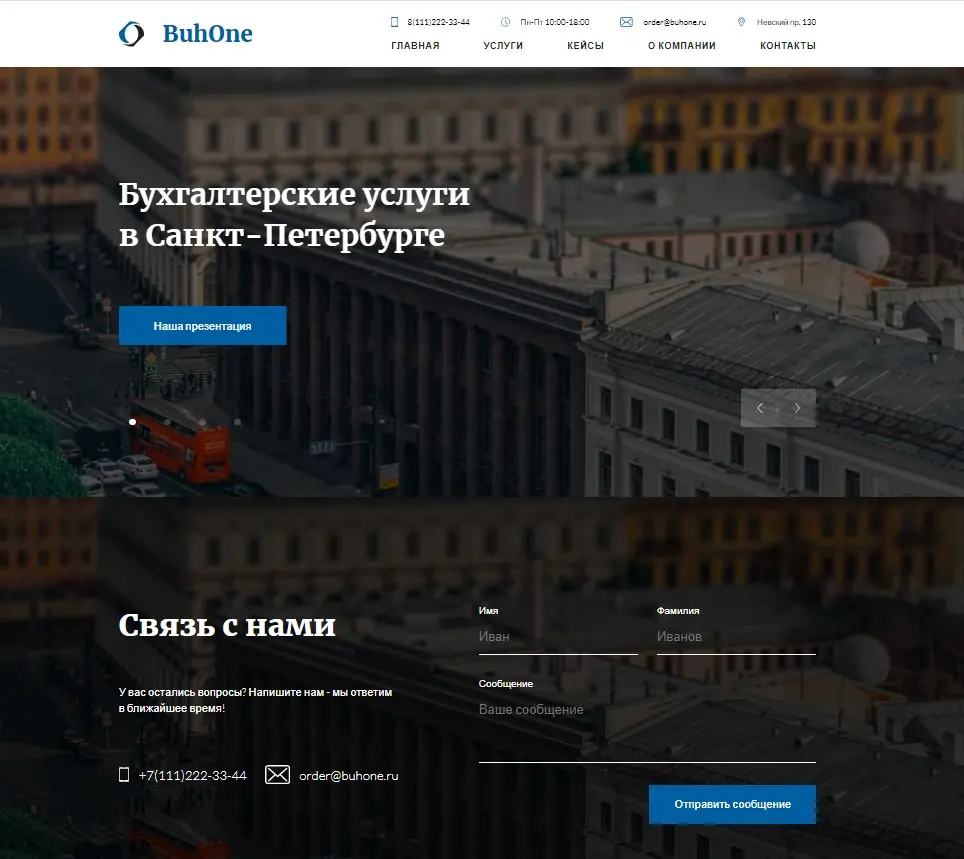 BuhOne
8(111)222-33-44
Пн-Пт 10:00-18:00
order@buhone.ru
Невский пр. 130
ГЛАВНАЯ
УСЛУГИ
КЕЙСЫ
О КОМПАНИИ
КОНТАКТЫ
Бухгалтерские услуги
в Санкт-Петербурге
Наша презентация
Связь с нами
У вас остались вопросы? Напишите нам - мы ответим
в ближайшее время!
+7(111)222-33-44
order@buhone.ru
Имя
Фамилия
Иван
Иванов
Сообщение
Ваше сообщение
Отправить сообщение